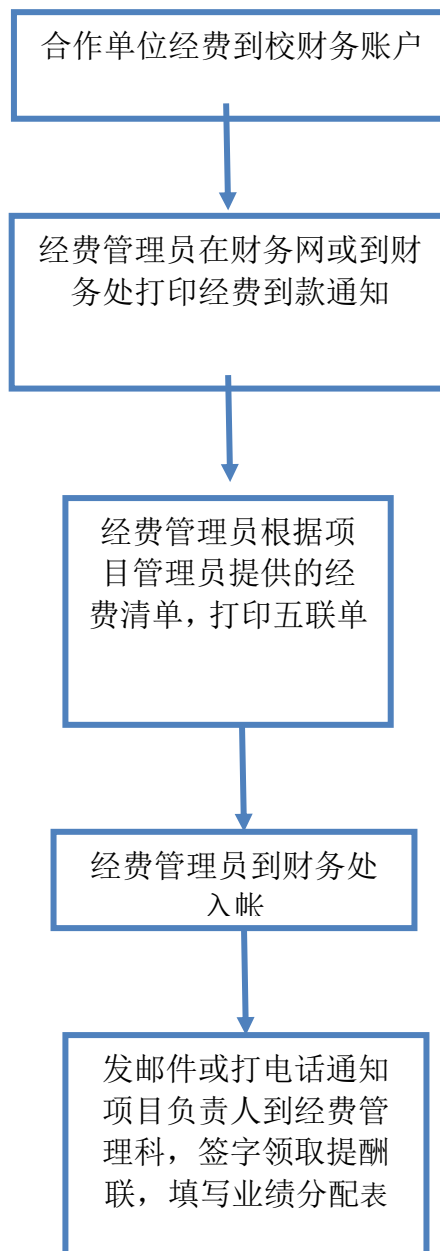 合作单位经费到校财务账户
经费管理员在财务网或到财
务处打印经费到款通知
经费管理员根据项
目管理员提供的经
费清单，打印五联单
经费管理员到财务处
入帐
发邮件或打电话通知
项目负责人到经费管
理科，签字领取提酬
联，填写业绩分配表